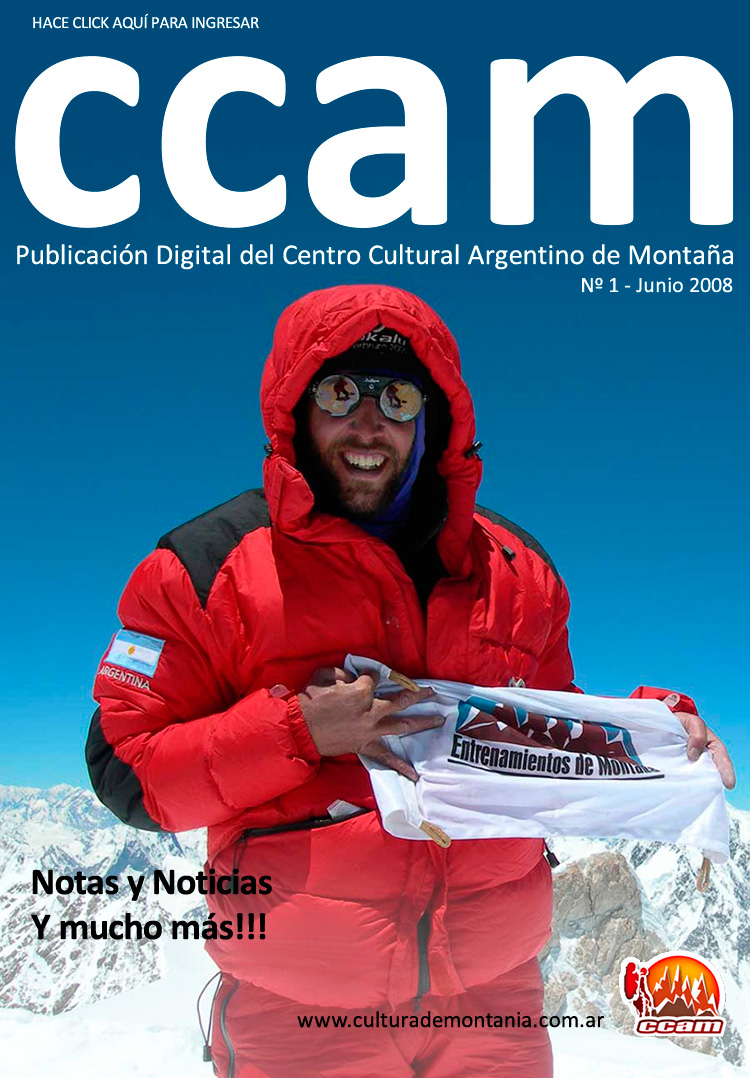 HACE CLICK AQUÍ PARA INGRESAR
ccam
Publicación Digital del Centro Cultural Argentino de Montaña
Nº 1 - Junio 2008
ARGENTINA
Entrenamientos de Montaña
Notas y Noticias
Y mucho más!!!
www.culturademontania.com.ar
ccam